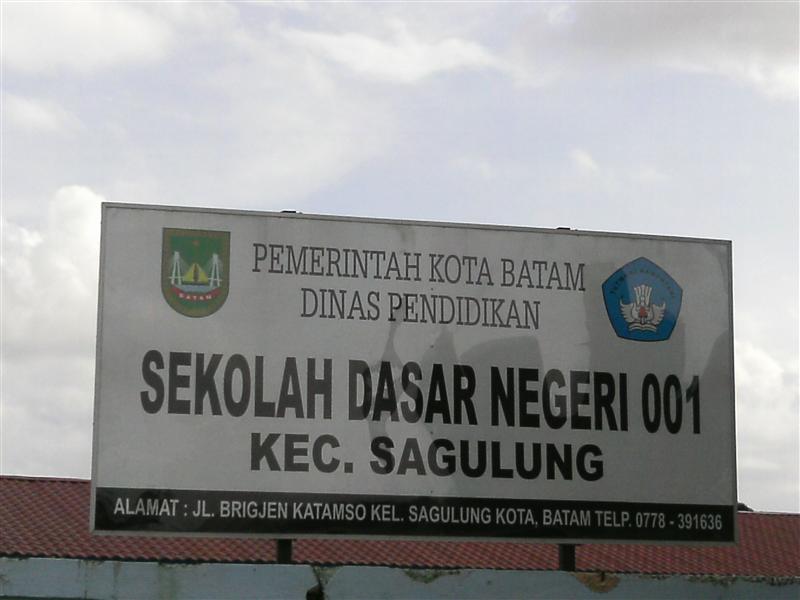 PEMERINTAH KOTA BATAM
DINAS PENDIDIKAN
BATAM
SEKOLAH DASAR NEGERI 001
KEC. SAGULUNG
ALAMAT : JL. BRIGJEN KATAMSO KEL. SAGULUNG KOTA, BATAM TELP. 0778 - 391636